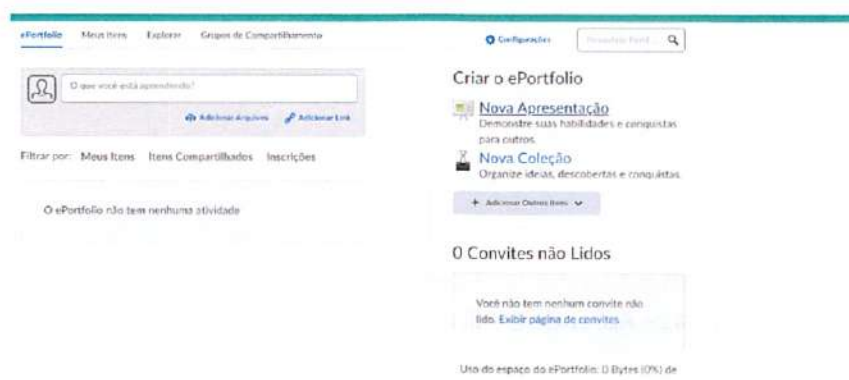 ePortfolio Meus Itens Explorar Grupos de Compartilhamento
O que você está aprendendo?
Adicionar Arquivos Adicionar Link
Filtrar por: Meus Itens Itens Compartilhados Inscrições
O ePortfolio não tem nenhuma atividade
Configurações
Criar o ePortfolio
Nova Apresentação
Demonstre suas habilidades e conquistas
para outros.
Nova Coleção
Organize ideias, descobertas e conquistas.
+ Adicionar Outros Itens
0 Convites não Lidos
Você não tem nenhum convite não
lido. Exibir página de convites
Uso do espaço do ePortfolio: 0 Bytes (0%) de